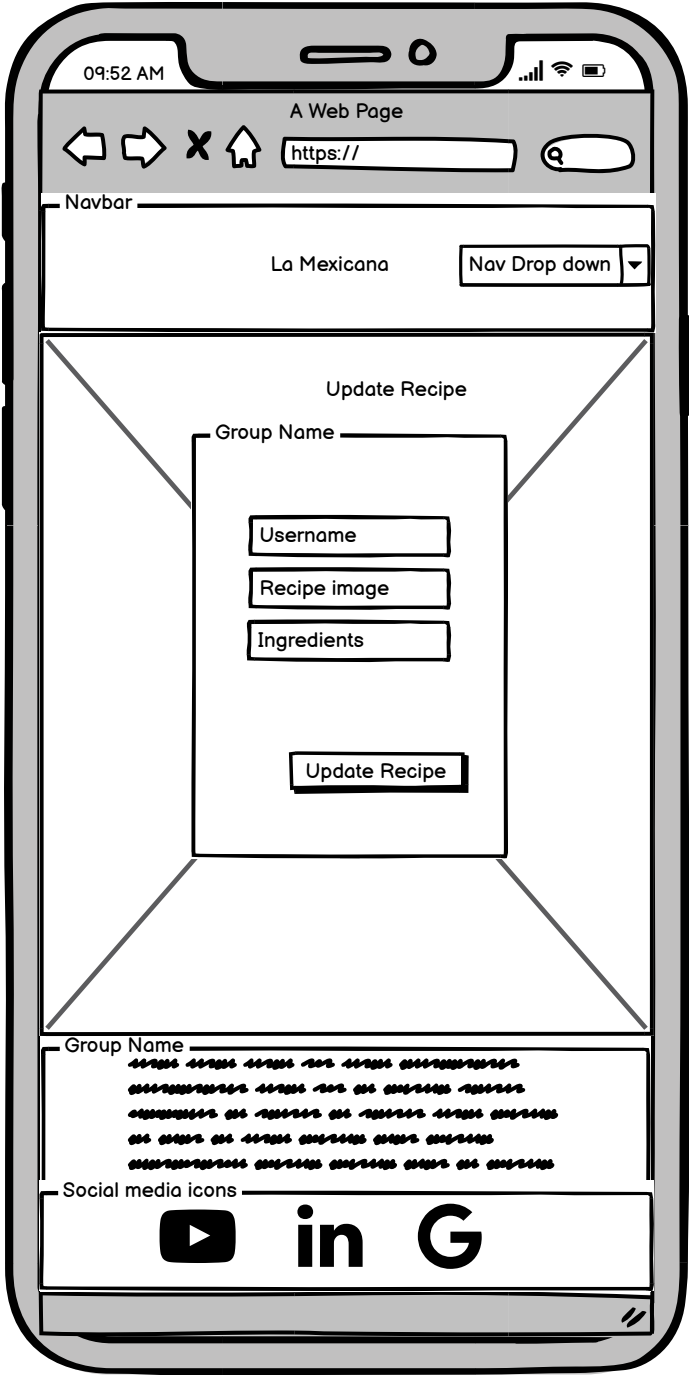 09:52 AM
A Web Page
https://
Navbar
La Mexicana
Nav Drop down
Update Recipe
Group Name
Username
Recipe image
Ingredients
Update Recipe
Group Name
Social media icons
in
G